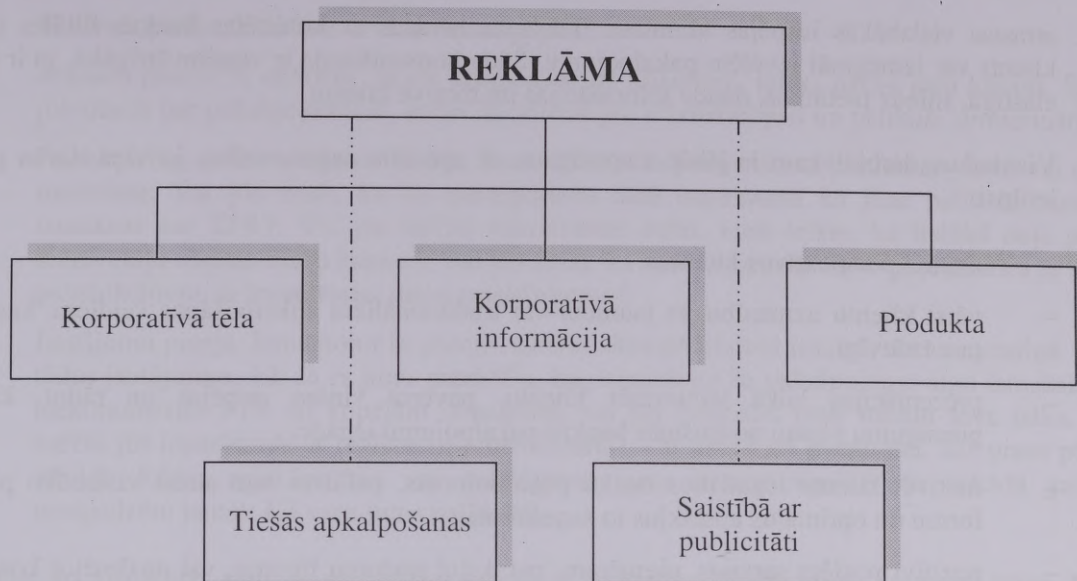 REKLĀMA
Korporatīvā tēla
Korporatīvā
informācija
Produkta
Tiešās apkalpošanas
Saistībā ar
publicitāti